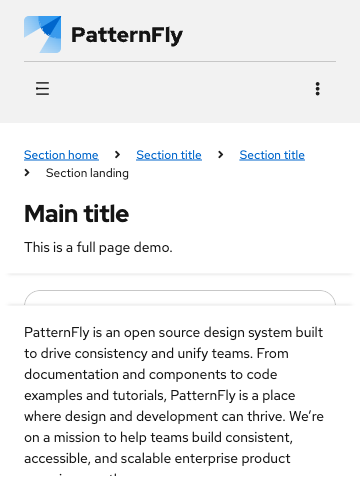 PatternFly
Section home > Section title > Section title
> Section landing
Main title
This is a full page demo.
PatternFly is an open source design system built
to drive consistency and unify teams. From
documentation and components to code
examples and tutorials, PatternFly is a place
where design and development can thrive. We’re
on a mission to help teams build consistent,
accessible, and scalable enterprise product